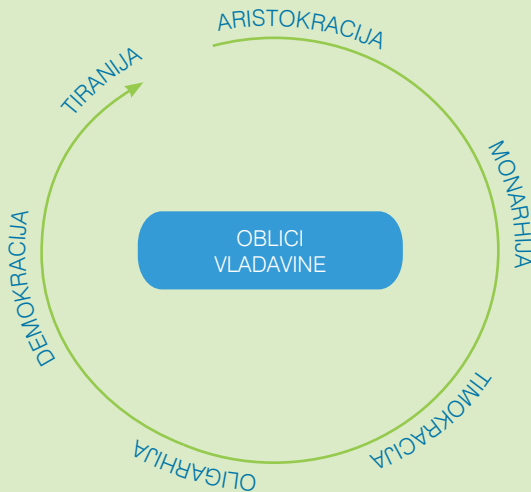 ARISTOKRACIJA
MONARHIJA
TIMOKRACIJA
OLIGARHIJA
DEMOKRACIJA
TIRANIJA
OBLICI
VLADAVINE